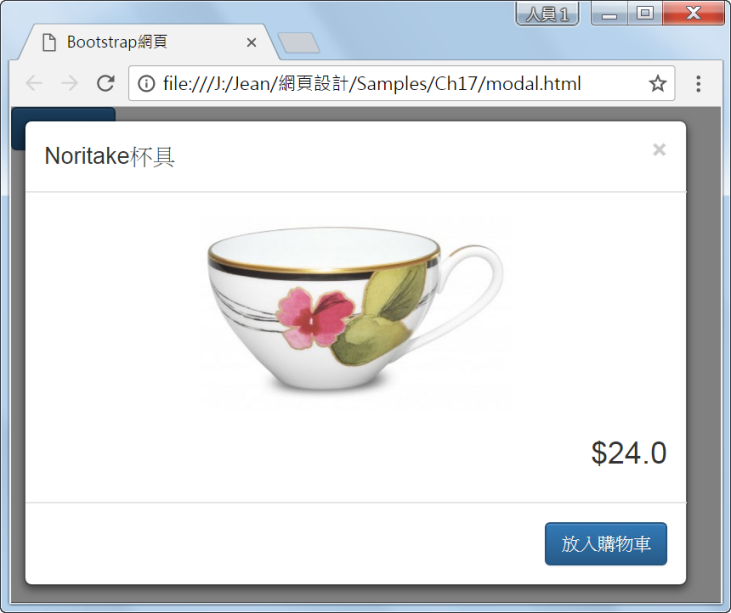 人員 1
Bootstrap網頁
file:///J:/Jean/網頁設計/Samples/Ch17/modal.html
Noritake杯具
×
$24.0
放入購物車